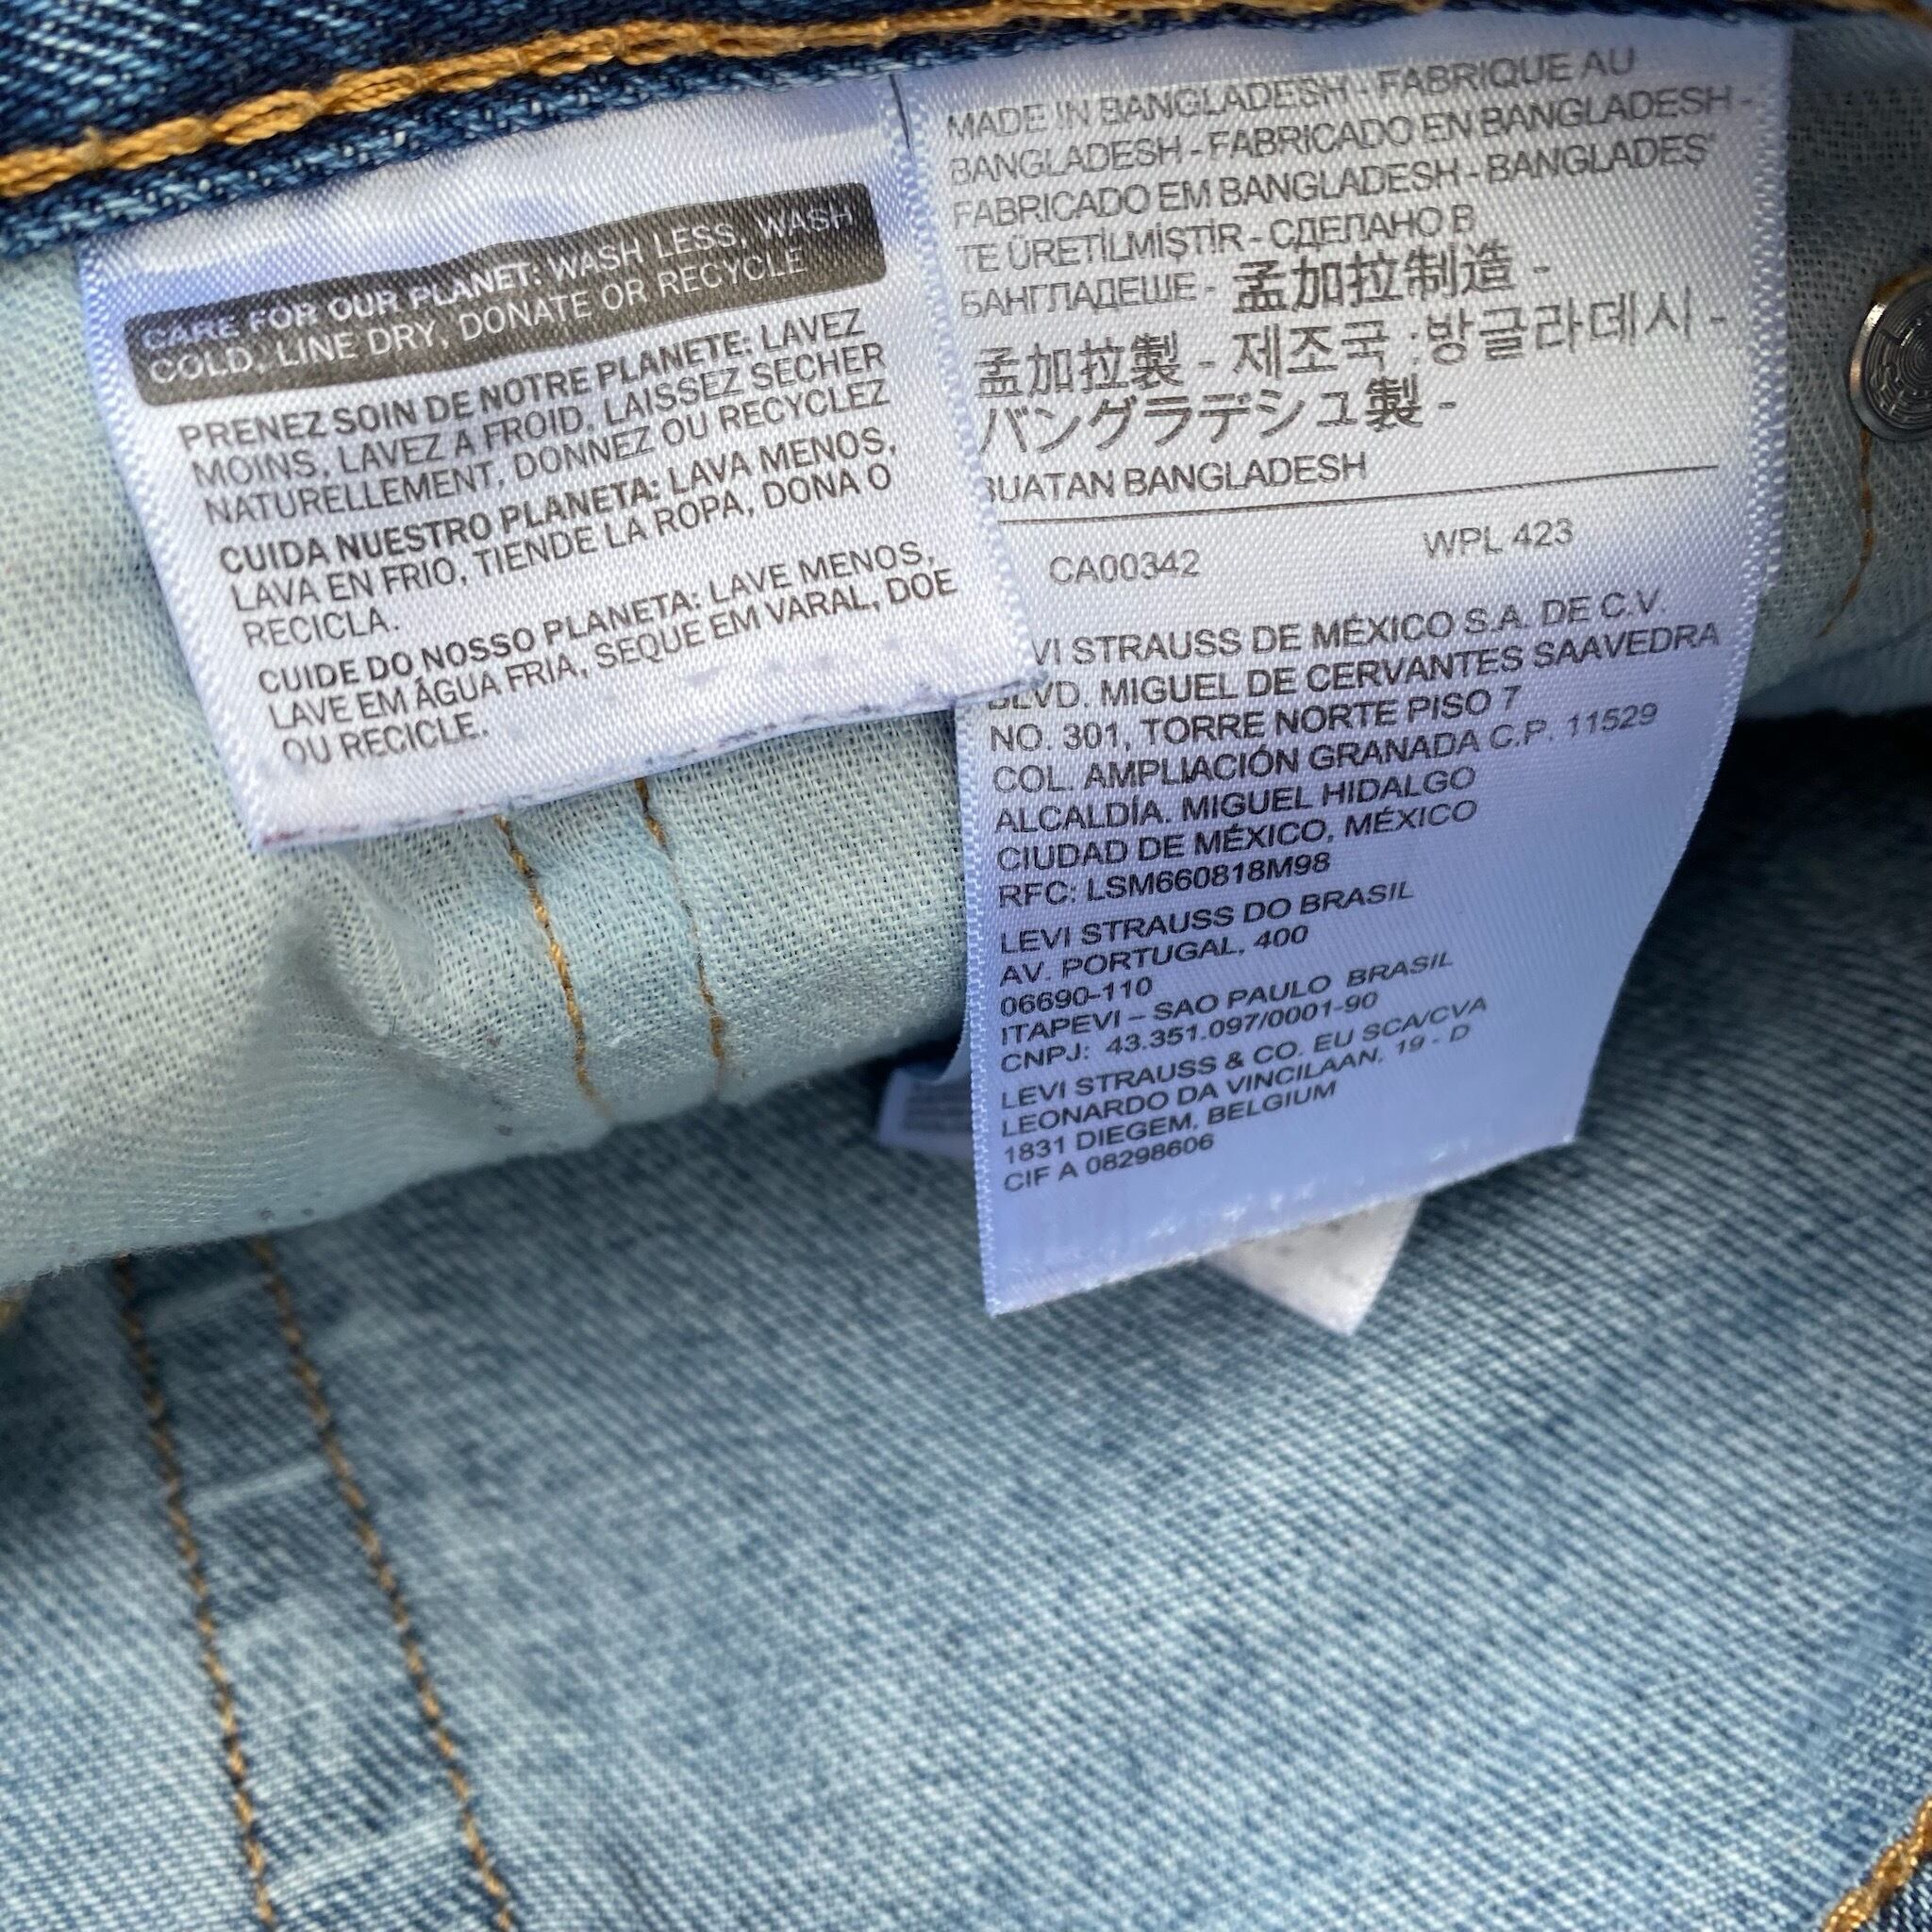 CARE FOR OUR PLANET: WASH LESS, WASH
COLD, LINE DRY, DONATE OR RECYCLE
PRENEZ SOIN DE NOTRE PLANETE: LAVEZ
MOINS, LAVEZ A FROID, LAISSEZ SECHER
NATURELLEMENT, DONNEZ OU RECYCLEZ
CUIDA NUESTRO PLANETA: LAVA MENOS,
LAVA EN FRIO, TIENDE LA ROPA, DONA O
RECICLA.
CUIDE DO NOSSO PLANETA: LAVE MENOS,
LAVE EM ÁGUA FRIA, SEQUE EM VARAL, DOE
OU RECICLE.
MADE IN BANGLADESH - FABRIQUE AU
BANGLADESH - FABRICADO EN BANGLADESH -
FABRICADO EM BANGLADESH - BANGLADEŞ'
TE ÜRETİLMİŞTİR - СДЕЛАНО В
БАНГЛАДЕШЕ - 孟加拉制造 -
孟加拉製 - 제조국 :방글라데시 -
バングラデシュ製 -
BUATAN BANGLADESH
CA00342 WPL 423
VI STRAUSS DE MÉXICO S.A. DE C.V.
BLVD. MIGUEL DE CERVANTES SAAVEDRA
NO. 301, TORRE NORTE PISO 7
COL. AMPLIACIÓN GRANADA C.P. 11529
ALCALDÍA. MIGUEL HIDALGO
CIUDAD DE MÉXICO, MÉXICO
RFC: LSM660818M98
LEVI STRAUSS DO BRASIL
AV. PORTUGAL, 400
06690-110
ITAPEVI – SAO PAULO BRASIL
CNPJ: 43.351.097/0001-90
LEVI STRAUSS & CO. EU SCA/CVA
LEONARDO DA VINCILAAN, 19 - D
1831 DIEGEM, BELGIUM
CIF A 08298606